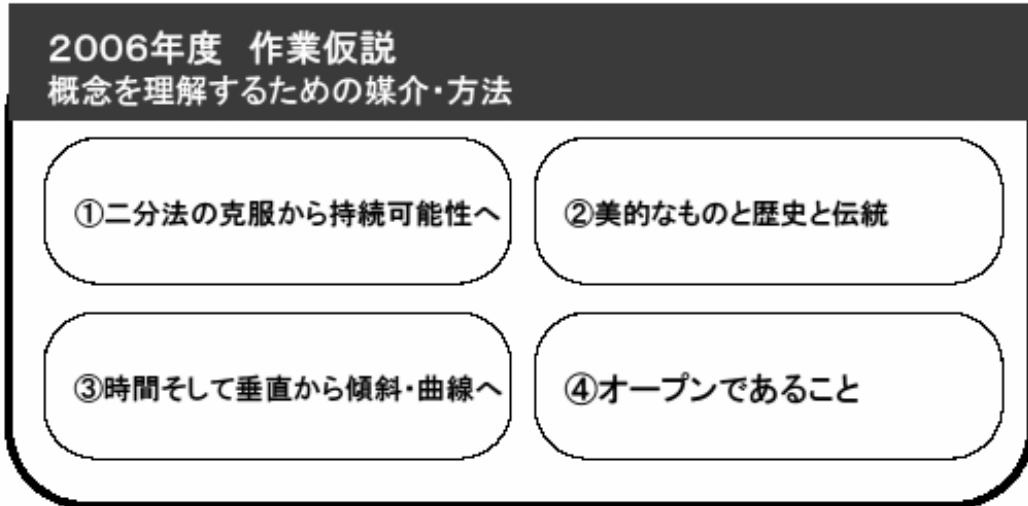 2006年度 作業仮説
概念を理解するための媒介・方法
①二分法の克服から持続可能性へ
②美的なものと歴史と伝統
③時間そして垂直から傾斜・曲線へ
④オープンであること